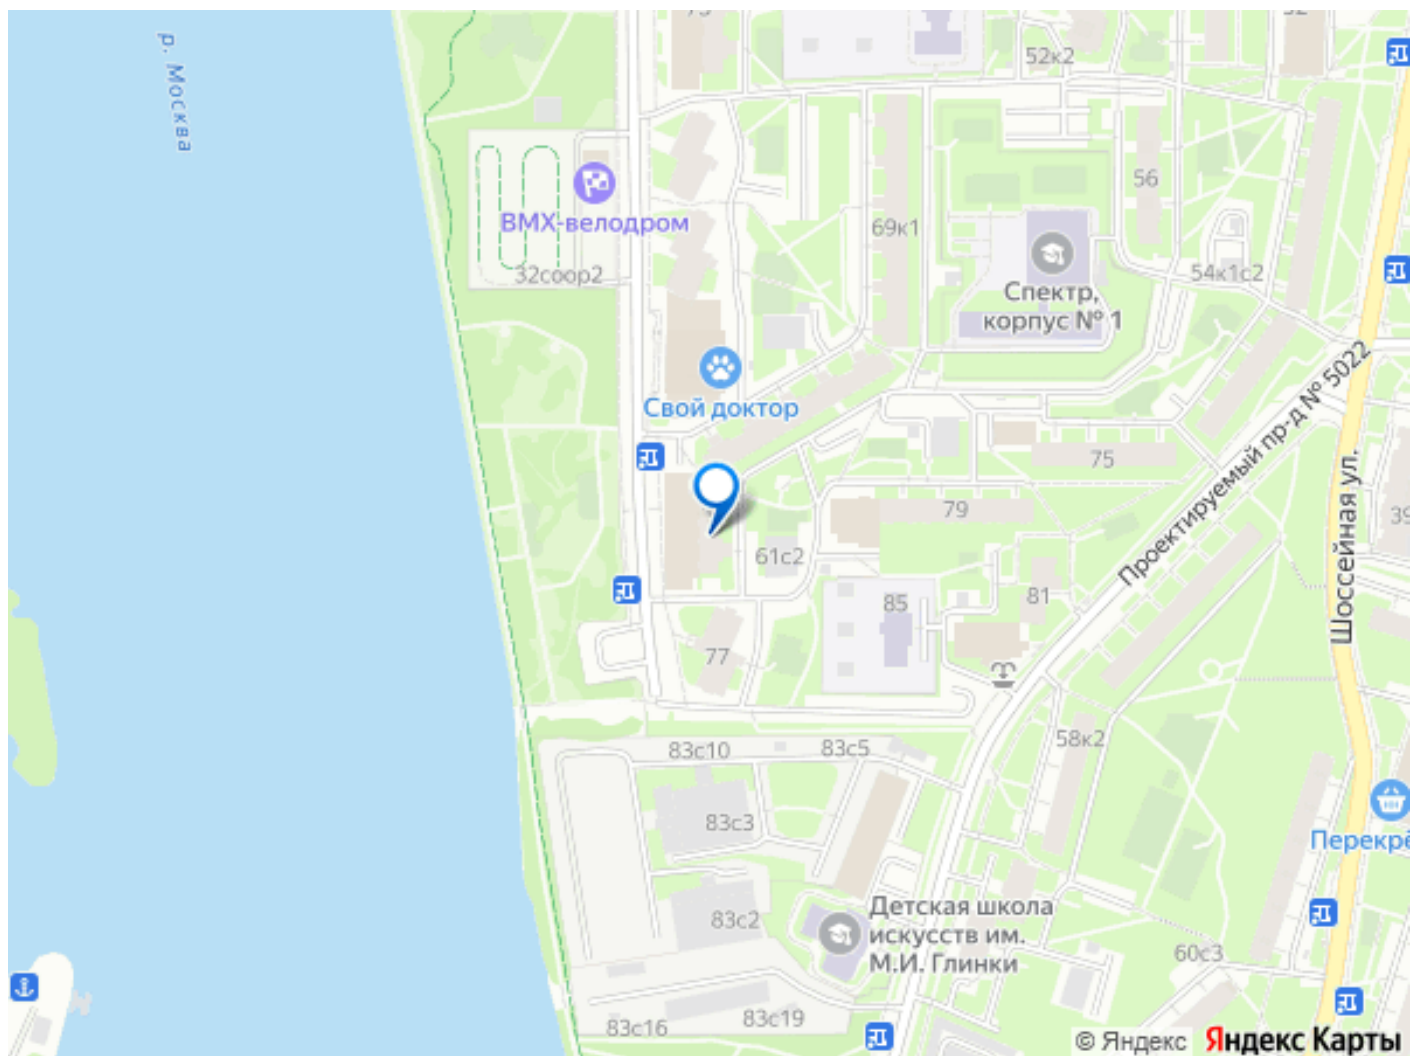 р. Москва
52к2
56
69к1
BMX-велодром
32соор2
54к1с2
Спектр,
корпус № 1
Проектируемый пр-д № 5022
Свой доктор
Шоссейная ул.
75
79
39
61с2
85
81
77
58к2
83с10
83с5
83с3
Перекрё
83с2
Детская школа
искусств им.
М.И. Глинки
60с3
83с16
83с19
© Яндекс Яндекс Карты